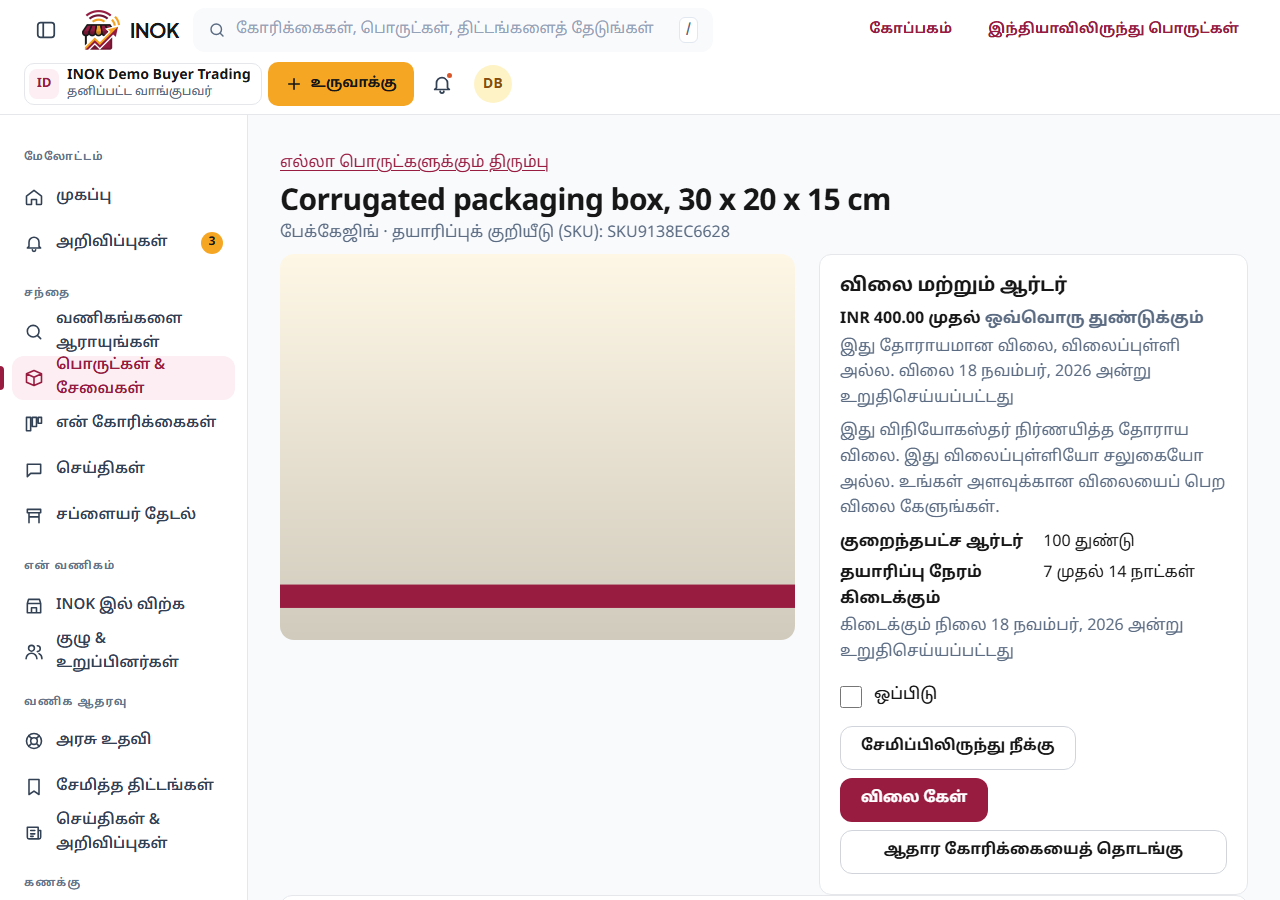 INOK
கோரிக்கைகள், பொருட்கள், திட்டங்களைத் தேடுங்கள்
/
கோப்பகம்
இந்தியாவிலிருந்து பொருட்கள்
ID
INOK Demo Buyer Trading
தனிப்பட்ட வாங்குபவர்
+ உருவாக்கு
DB
மேலோட்டம்
முகப்பு
அறிவிப்புகள்
3
சந்தை
வணிகங்களை
ஆராயுங்கள்
பொருட்கள் &
சேவைகள்
என் கோரிக்கைகள்
செய்திகள்
சப்ளையர் தேடல்
என் வணிகம்
INOK இல் விற்க
குழு &
உறுப்பினர்கள்
வணிக ஆதரவு
அரசு உதவி
சேமித்த திட்டங்கள்
செய்திகள் &
அறிவிப்புகள்
கணக்கு
எல்லா பொருட்களுக்கும் திரும்பு
Corrugated packaging box, 30 x 20 x 15 cm
பேக்கேஜிங் · தயாரிப்புக் குறியீடு (SKU): SKU9138EC6628
விலை மற்றும் ஆர்டர்
INR 400.00 முதல் ஒவ்வொரு துண்டுக்கும்
இது தோராயமான விலை, விலைப்புள்ளி
அல்ல. விலை 18 நவம்பர், 2026 அன்று
உறுதிசெய்யப்பட்டது
இது விநியோகஸ்தர் நிர்ணயித்த தோராய
விலை. இது விலைப்புள்ளியோ சலுகையோ
அல்ல. உங்கள் அளவுக்கான விலையைப் பெற
விலை கேளுங்கள்.
குறைந்தபட்ச ஆர்டர் 100 துண்டு
தயாரிப்பு நேரம் 7 முதல் 14 நாட்கள்
கிடைக்கும்
கிடைக்கும் நிலை 18 நவம்பர், 2026 அன்று
உறுதிசெய்யப்பட்டது
ஒப்பிடு
சேமிப்பிலிருந்து நீக்கு
விலை கேள்
ஆதார கோரிக்கையைத் தொடங்கு